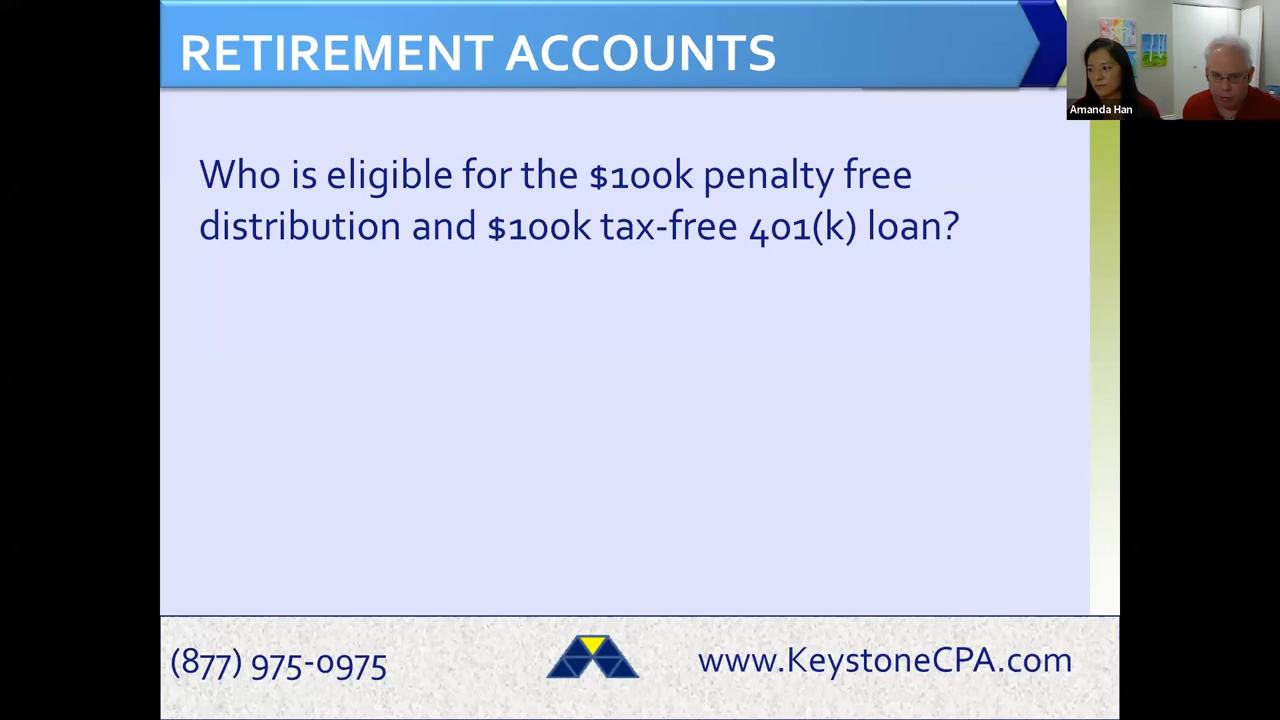 RETIREMENT ACCOUNTS
Amanda Han
Who is eligible for the $100k penalty free
distribution and $100k tax-free 401(k) loan?
(877) 975-0975
www.KeystoneCPA.com